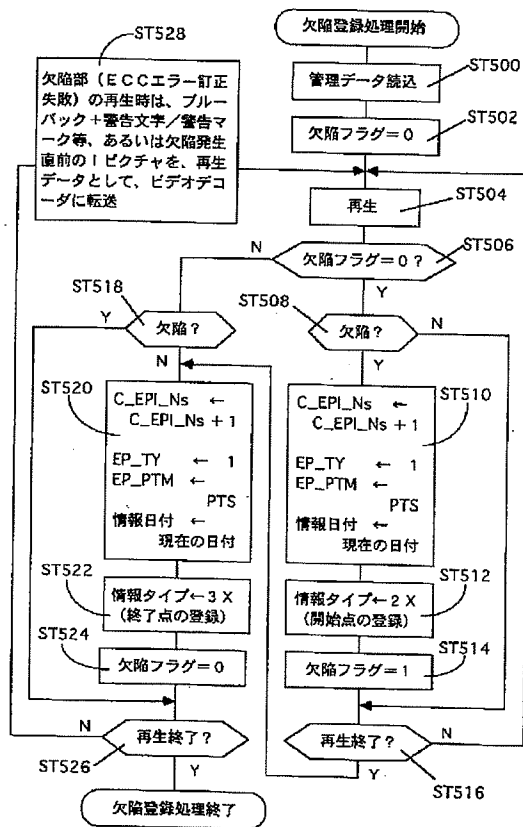 ST528
欠陥登録処理開始
ST500
欠陥部(ECCエラー訂正
失敗)の再生時は、ブルー
バック+警告文字/警告マ
ーク等、あるいは欠陥発生
直前のIピクチャを、再生
データとして、ビデオデコ
ーダに転送
管理データ読込
ST502
欠陥フラグ=0
ST504
再生
ST506
N
欠陥フラグ=0?
Y
ST518
ST508
Y
欠陥?
N
欠陥?
N
Y
ST520
C_EPI_Ns ←
C_EPI_Ns + 1
EP_TY ← 1
EP_PTM ←
PTS
情報日付 ←
現在の日付
ST510
C_EPI_Ns ←
C_EPI_Ns + 1
EP_TY ← 1
EP_PTM ←
PTS
情報日付 ←
現在の日付
ST522
情報タイプ←3X
(終了点の登録)
ST512
情報タイプ←2X
(開始点の登録)
ST524
欠陥フラグ=0
ST514
欠陥フラグ=1
N
再生終了?
ST526
Y
再生終了?
N
Y
ST516
欠陥登録処理終了